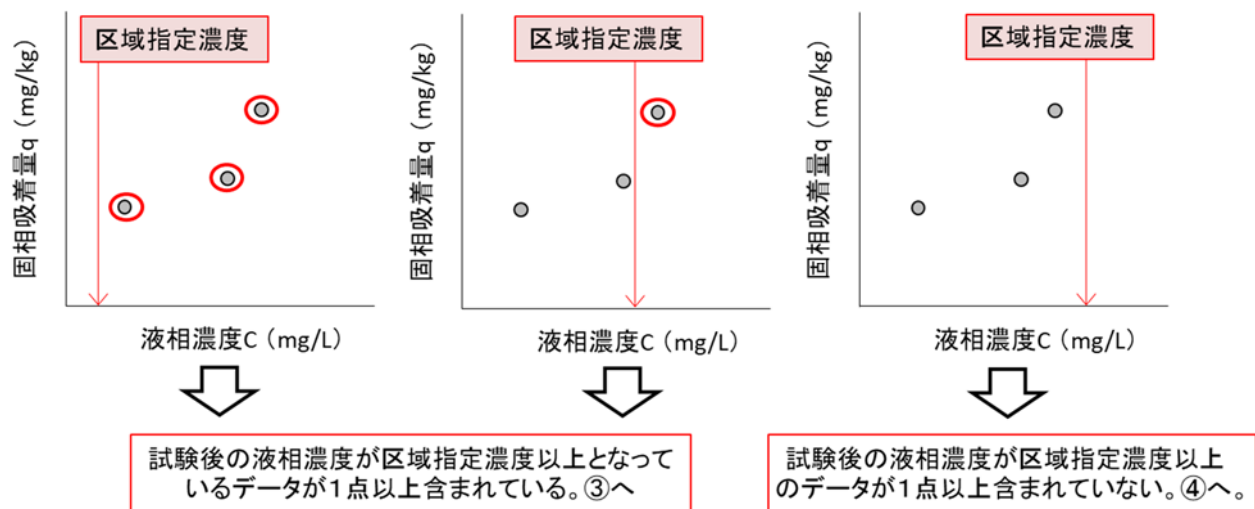 区域指定濃度
固相吸着量q（mg/kg）
液相濃度C（mg/L）
区域指定濃度
固相吸着量q（mg/kg）
液相濃度C（mg/L）
区域指定濃度
固相吸着量q（mg/kg）
液相濃度C（mg/L）
試験後の液相濃度が区域指定濃度以上となって
いるデータが１点以上含まれている。③へ
試験後の液相濃度が区域指定濃度以上
のデータが１点以上含まれていない。④へ。